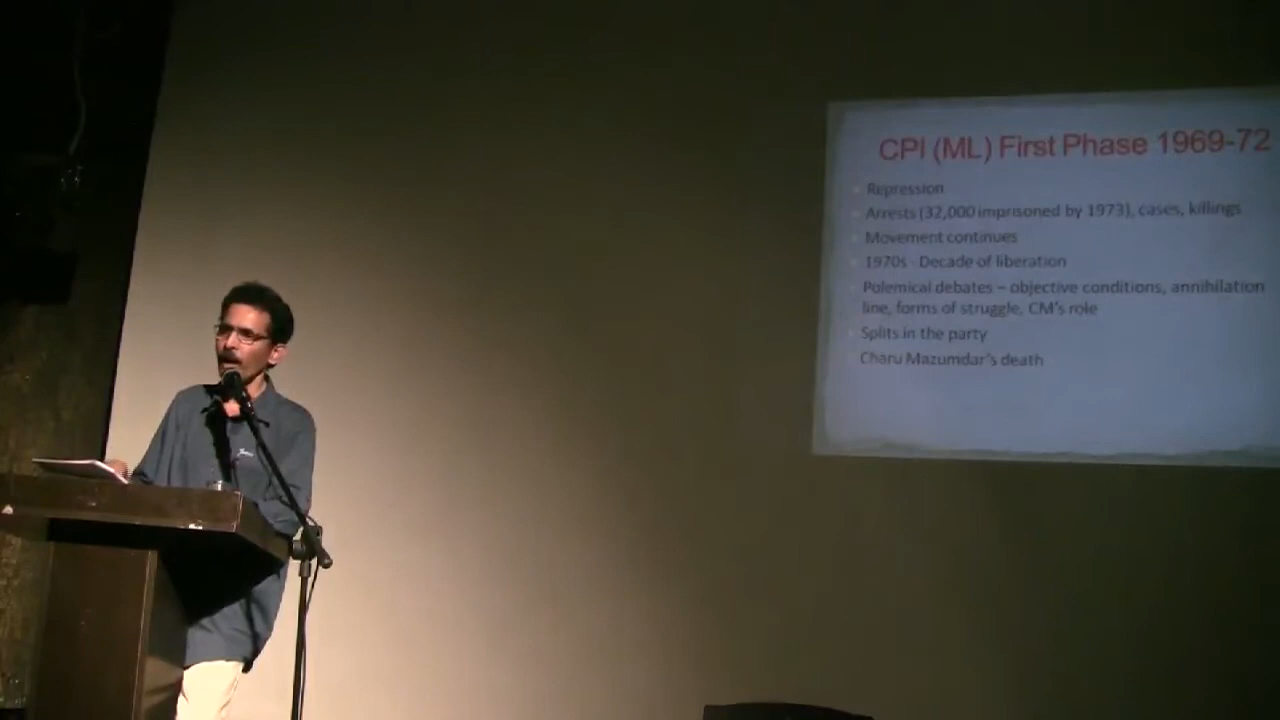 CPI (ML) First Phase 1969-72
Repression
Arrests (32,000 imprisoned by 1973), cases, killings
Movement continues
1970s - Decade of liberation
Polemical debates – objective conditions, annihilation
line, forms of struggle, CM's role
Splits in the party
Charu Mazumdar's death